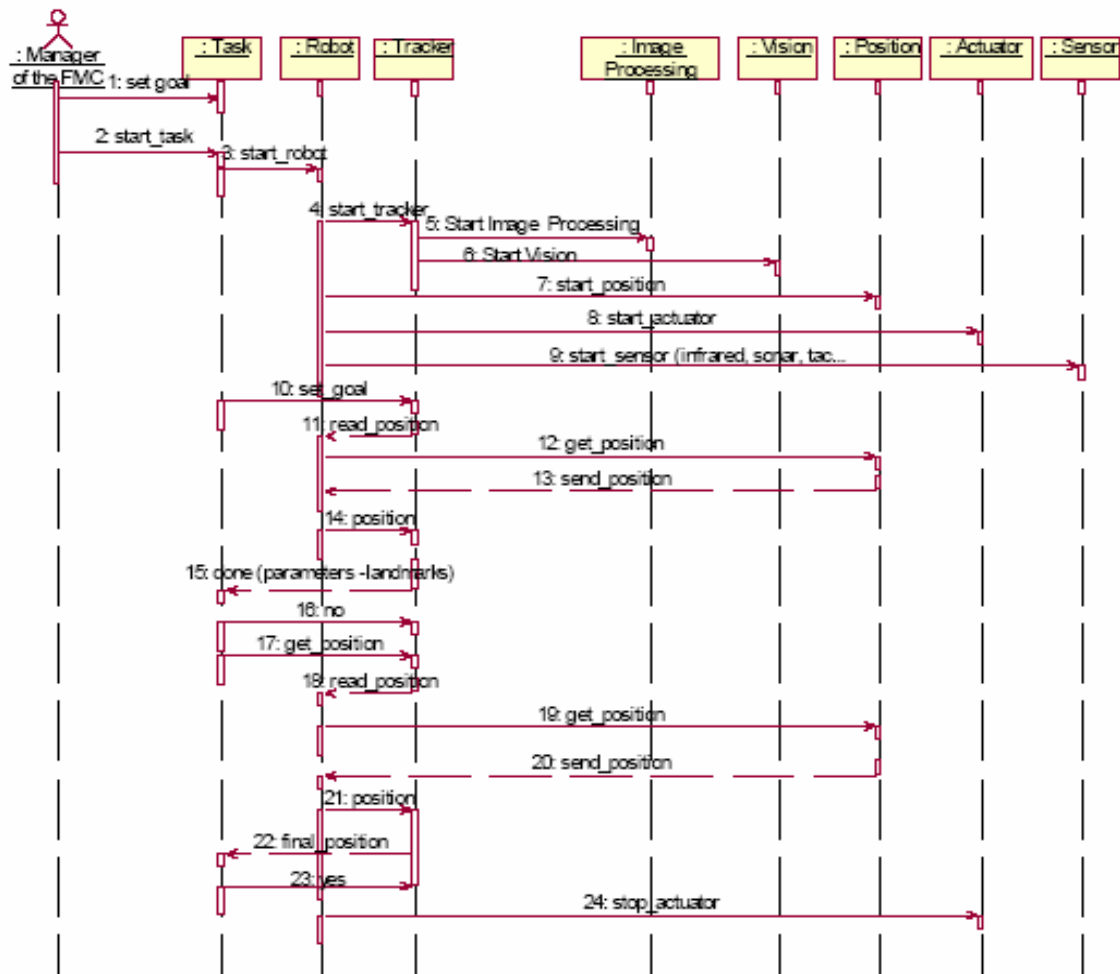 : Manager
of the FMC
: Task
: Robot
: Tracker
: Image
Processing
: Vision
: Position
: Actuator
: Sensor
1: set goal
2: start_task
3: start_robot
4: start_tracker
5: Start Image Processing
6: Start Vision
7: start_position
8: start_actuator
9: start_sensor (infrared, sonar, tac...
10: set_goal
11: read_position
12: get_position
13: send_position
14: position
15: done (parameters -landmarks)
16: no
17: get_position
18: read_position
19: get_position
20: send_position
21: position
22: final_position
23: yes
24: stop_actuator